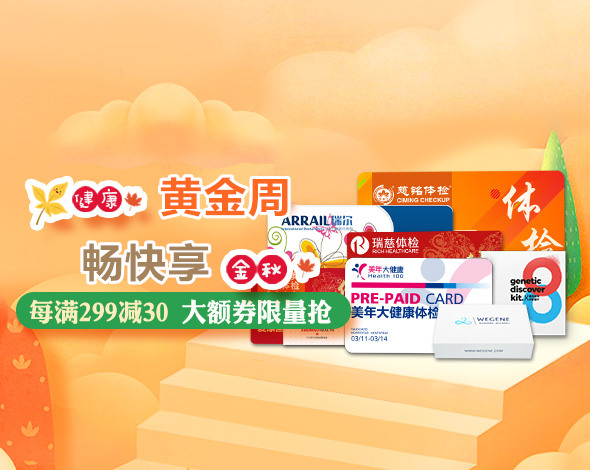 健康 黄金周
畅快享 金秋
每满299减30 大额券限量抢
慈铭体检
CIMING CHECKUP
体检
ARRAIL瑞尔
瑞慈体检
RICH HEALTHCARE
美年大健康
Health 100
PRE-PAID CARD
美年大健康体检
03/11-03/14
genetic
discover
kit.
WEGENE
WWW.WEGENE.COM